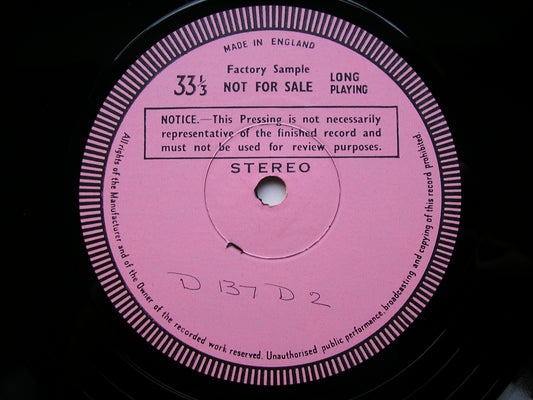 MADE IN ENGLAND
Factory Sample
33⅓ NOT FOR SALE LONG PLAYING
NOTICE.—This Pressing is not necessarily
representative of the finished record and
must not be used for review purposes.
STEREO
D 137 D 2
All rights of the Manufacturer and of the Owner of the recorded work reserved. Unauthorised public performance, broadcasting and copying of this record prohibited.